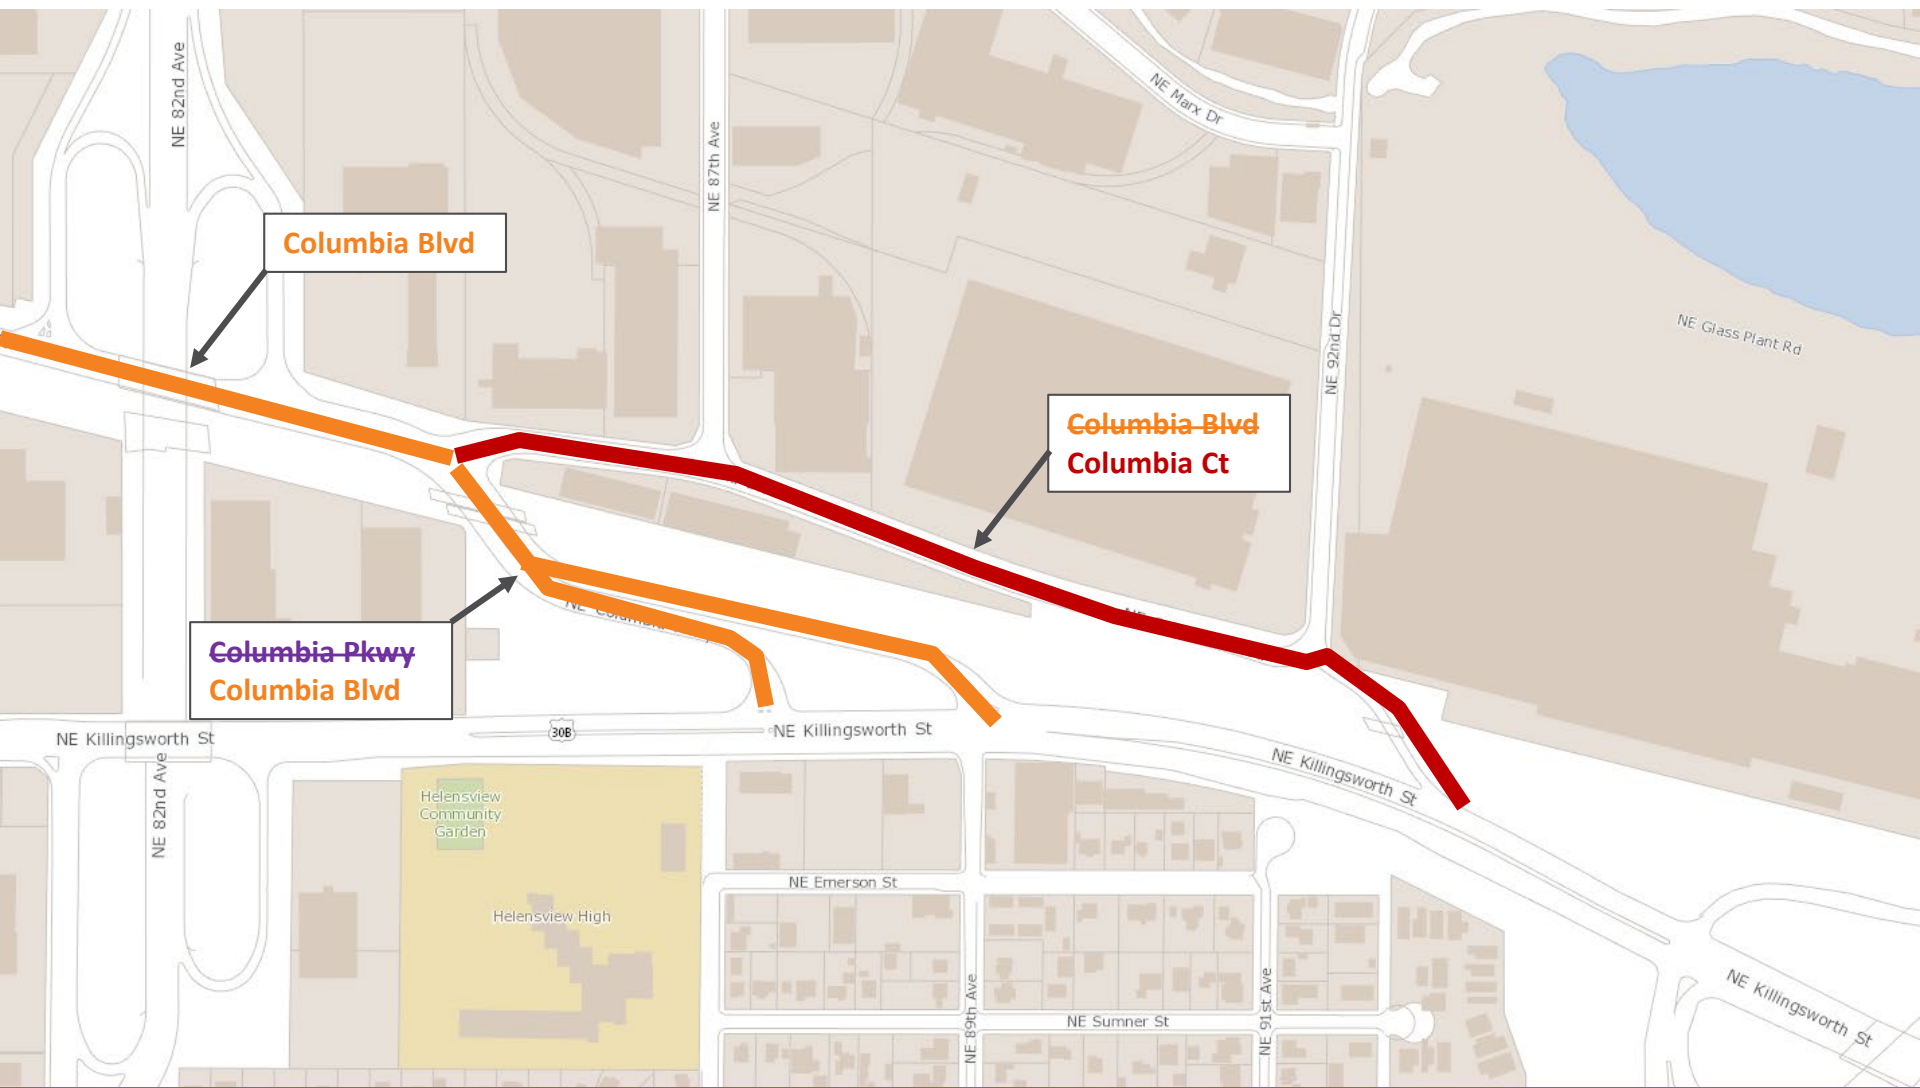 NE 82nd Ave
NE 87th Ave
NE Marx Dr
Columbia Blvd
NE 92nd Dr
NE Glass Plant Rd
Columbia Blvd
Columbia Ct
NE
NE
Columbia Pkwy
Columbia Blvd
NE Killingsworth St
30B
NE Killingsworth St
NE Killingsworth St
NE 82nd Ave
Helensview
Community
Garden
NE Emerson St
Helensview High
NE 89th Ave
NE 91st Ave
NE Sumner St
NE Killingsworth St